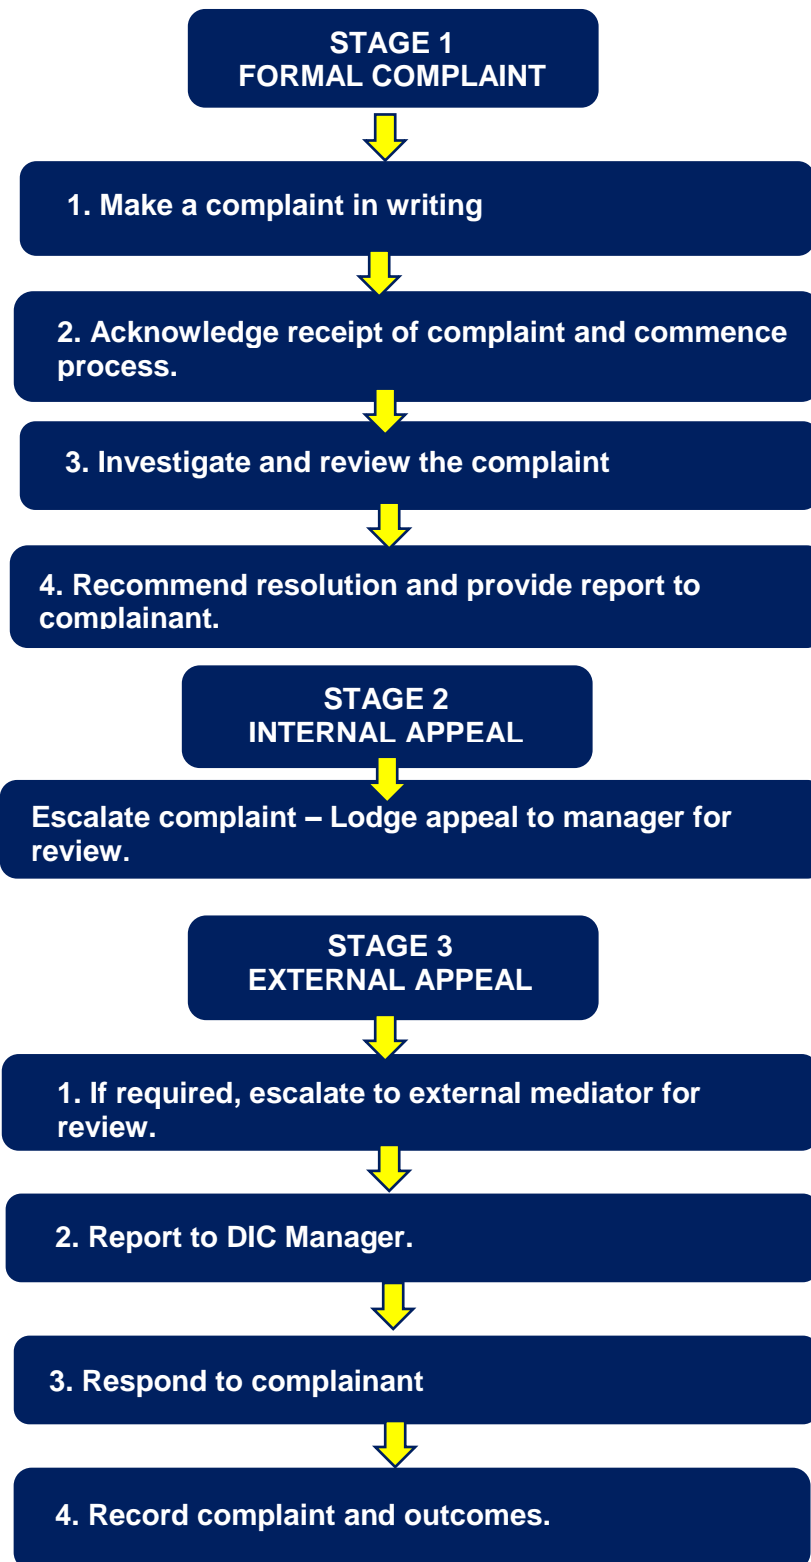 STAGE 1
FORMAL COMPLAINT
1. Make a complaint in writing
2. Acknowledge receipt of complaint and commence
process.
3. Investigate and review the complaint
4. Recommend resolution and provide report to
complainant.
STAGE 2
INTERNAL APPEAL
Escalate complaint – Lodge appeal to manager for
review.
STAGE 3
EXTERNAL APPEAL
1. If required, escalate to external mediator for
review.
2. Report to DIC Manager.
3. Respond to complainant
4. Record complaint and outcomes.